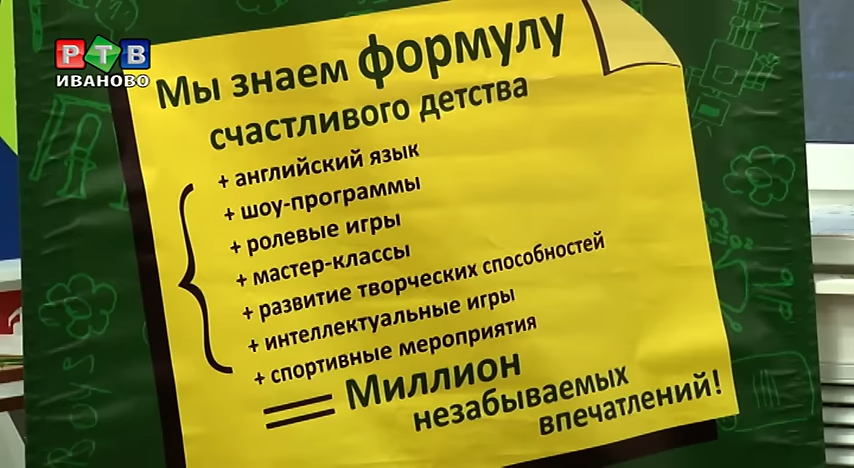 РТВ
ИВАНОВО
Мы знаем формулу
счастливого детства
+ английский язык
+ шоу-программы
+ ролевые игры
+ мастер-классы
+ развитие творческих способностей
+ интеллектуальные игры
+ спортивные мероприятия
= Миллион
незабываемых
впечатлений!
BOYS